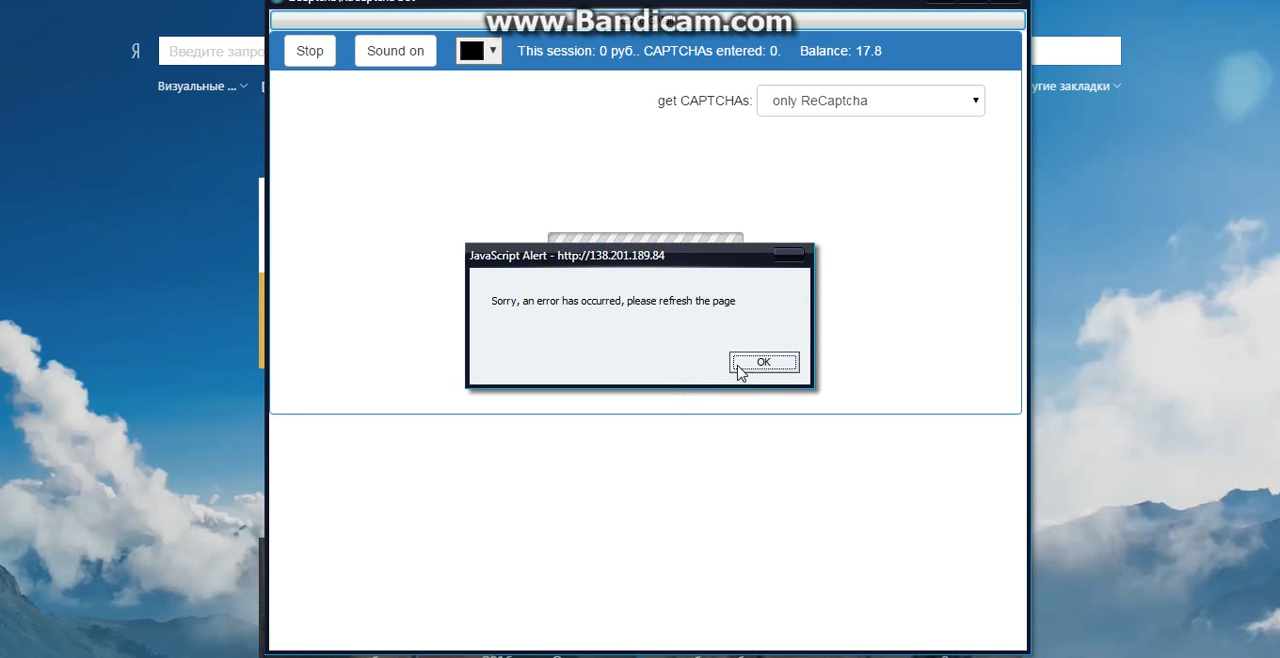 www.Bandicam.com
Я
Введите запро
Stop
Sound on
This session: 0 руб.. CAPTCHAs entered: 0.
Balance: 17.8
Визуальные ...
угие закладки
get CAPTCHAs:
only ReCaptcha
JavaScript Alert - http://138.201.189.84
Sorry, an error has occurred, please refresh the page
OK